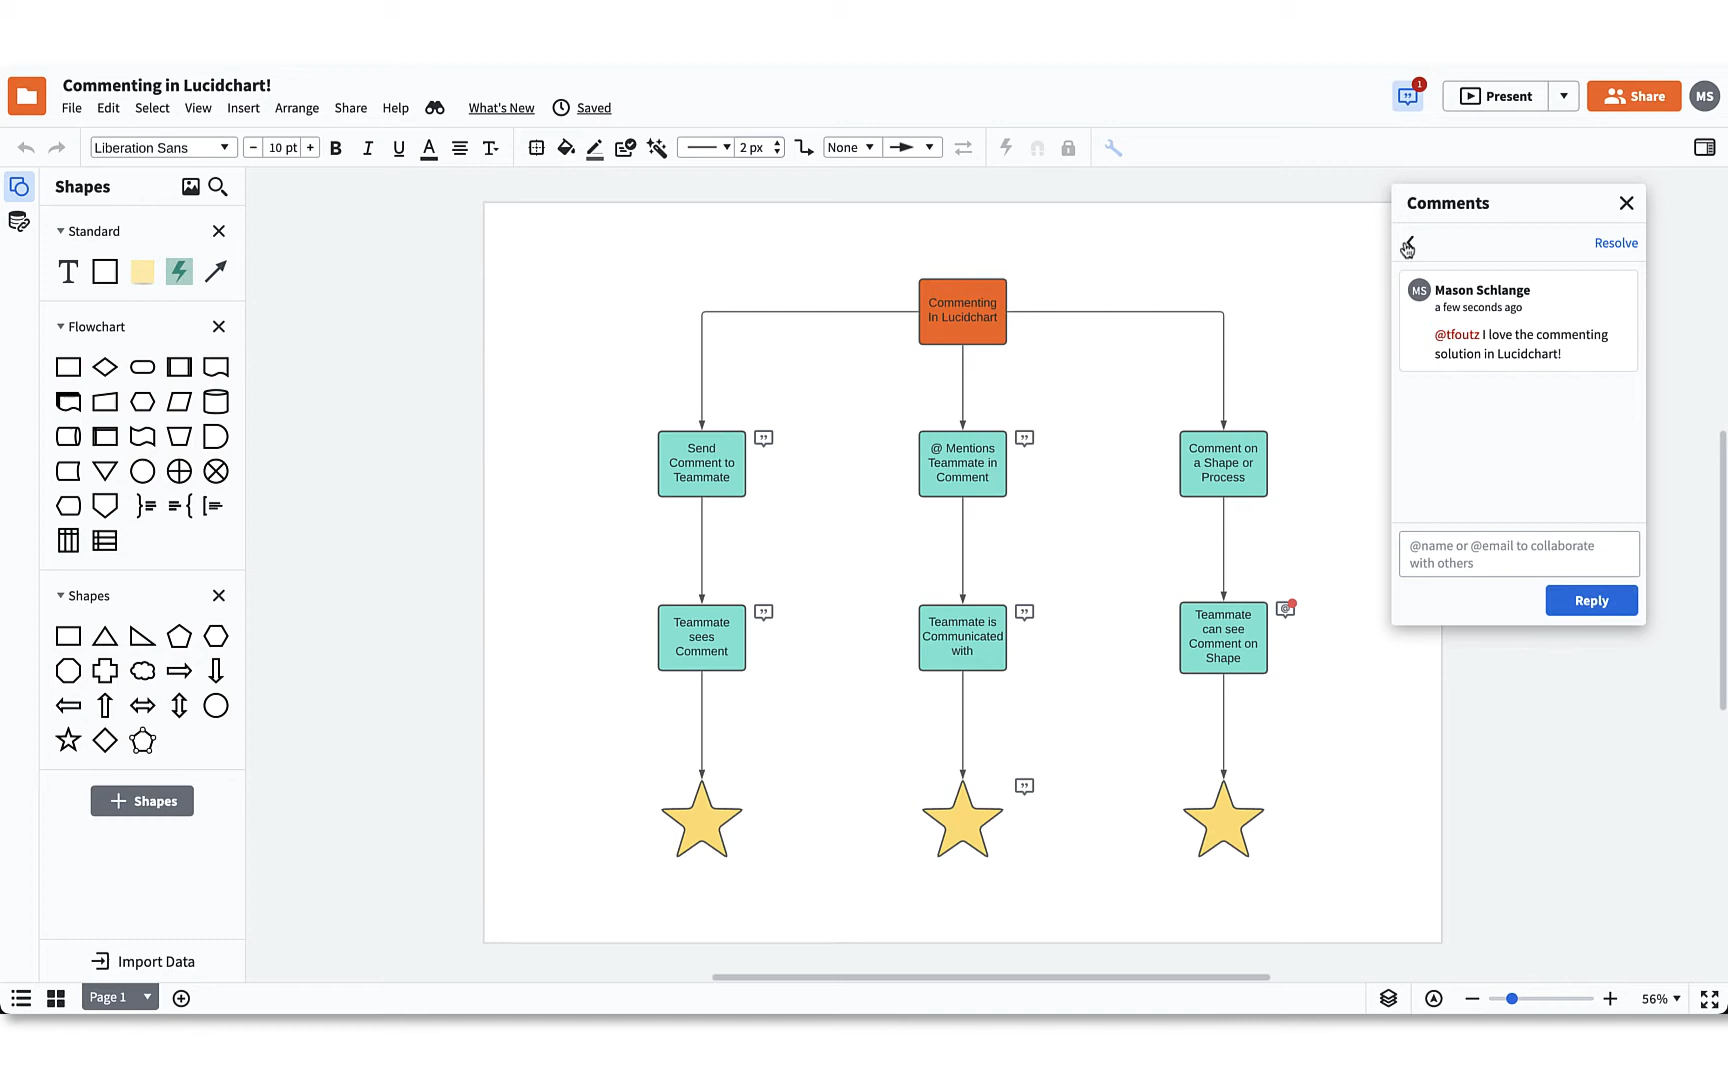 Commenting in Lucidchart!
File Edit Select View Insert Arrange Share Help What's New Saved
1
Present
Share
MS
Liberation Sans
− 10 pt +
B I U A T
2 px
None
Shapes
Standard
T
Flowchart
Shapes
+ Shapes
Import Data
Commenting
In Lucidchart
Send
Comment to
Teammate
@ Mentions
Teammate in
Comment
Comment on
a Shape or
Process
Teammate
sees
Comment
Teammate is
Communicated
with
Teammate
can see
Comment on
Shape
@
Comments
Resolve
MS Mason Schlange
a few seconds ago
@tfoutz I love the commenting
solution in Lucidchart!
@name or @email to collaborate
with others
Reply
Page 1
56%